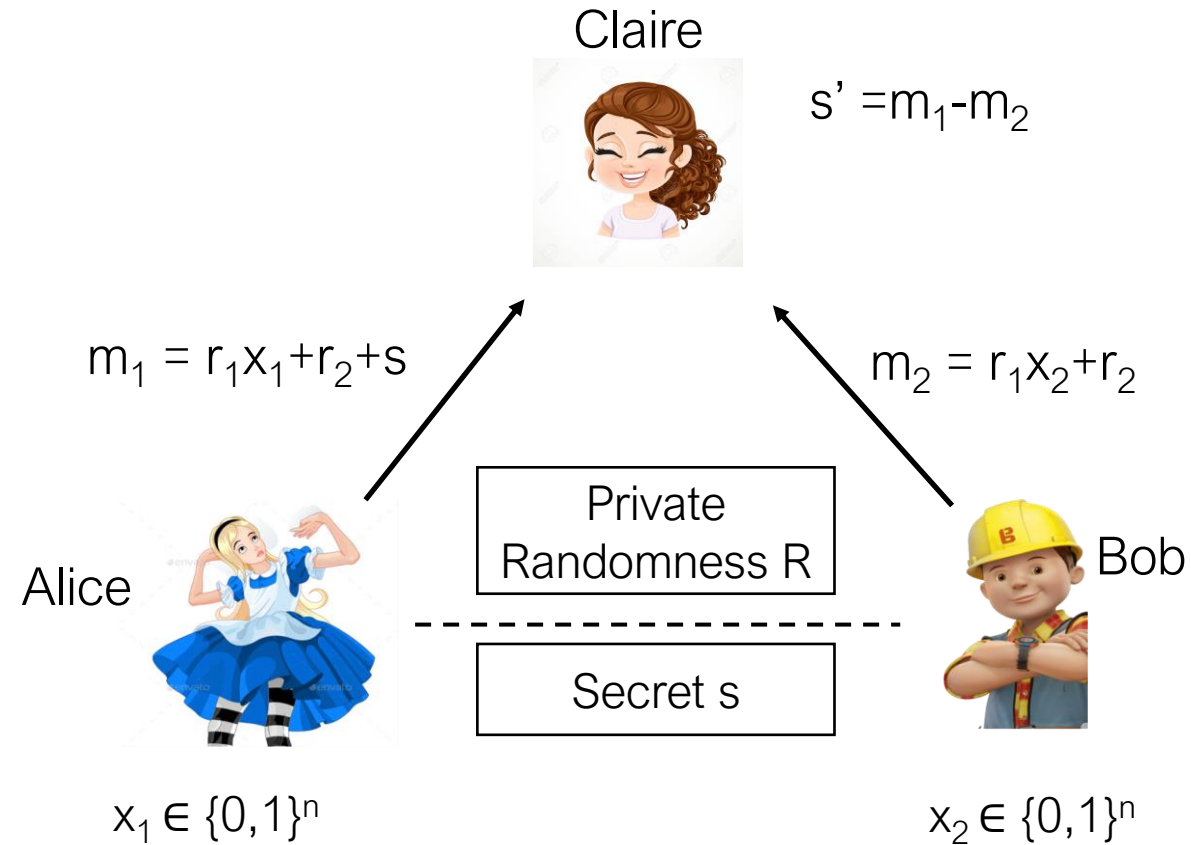 Claire
s' =m₁-m₂
m₁ = r₁x₁+r₂+s
m₂ = r₁x₂+r₂
Private
Randomness R
Alice
Bob
Secret s
x₁ ∈ {0,1}ⁿ
x₂ ∈ {0,1}ⁿ